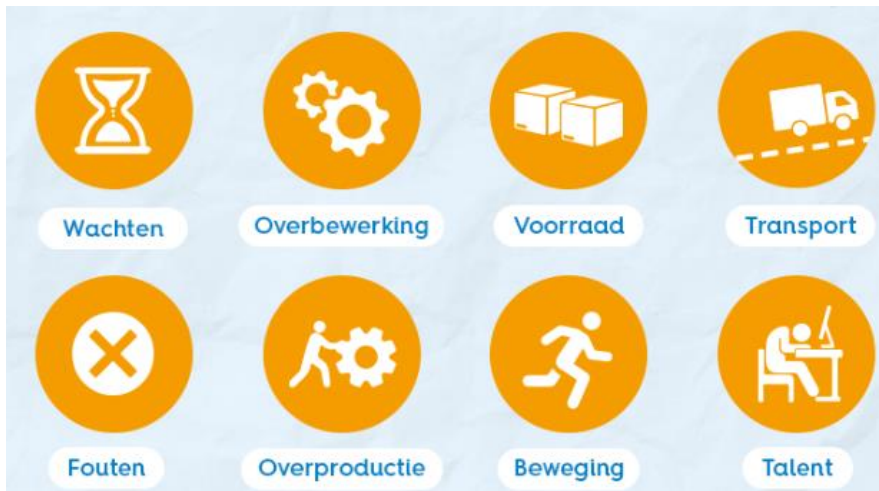 Wachten
Overbewerking
Voorraad
Transport
Fouten
Overproductie
Beweging
Talent